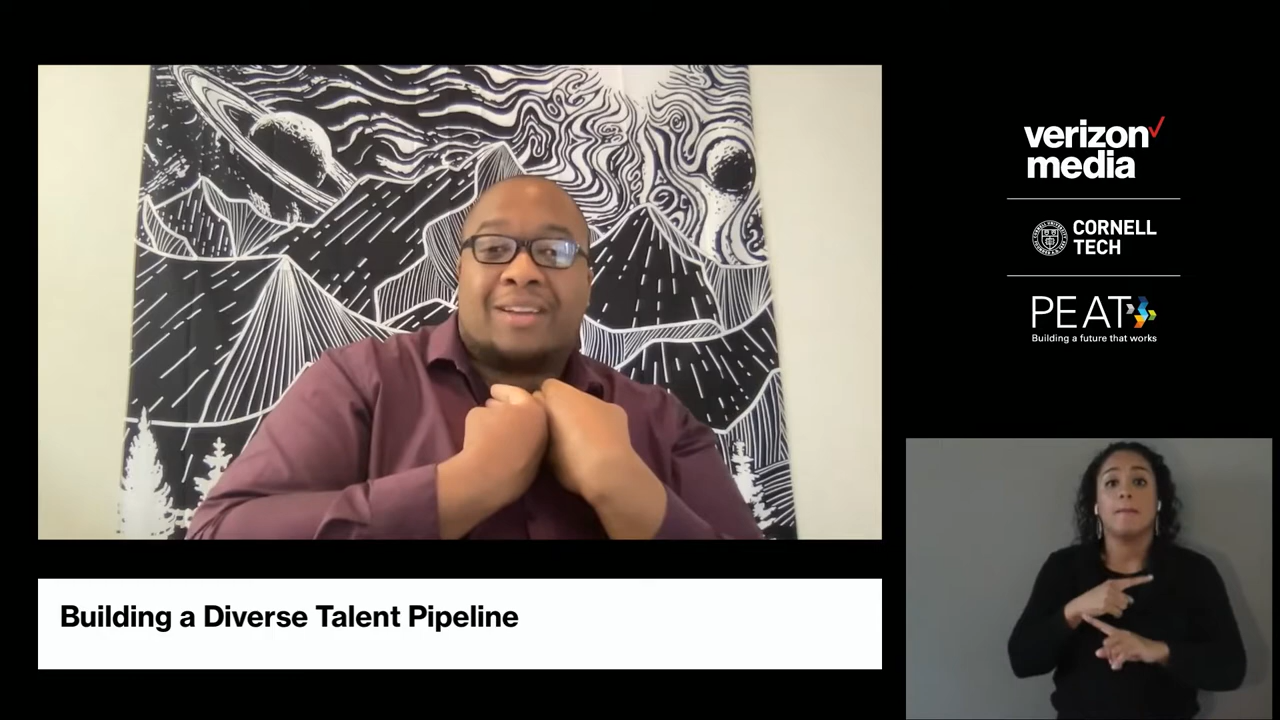 verizon
media
CORNELL
TECH
PEAT
Building a future that works
Building a Diverse Talent Pipeline